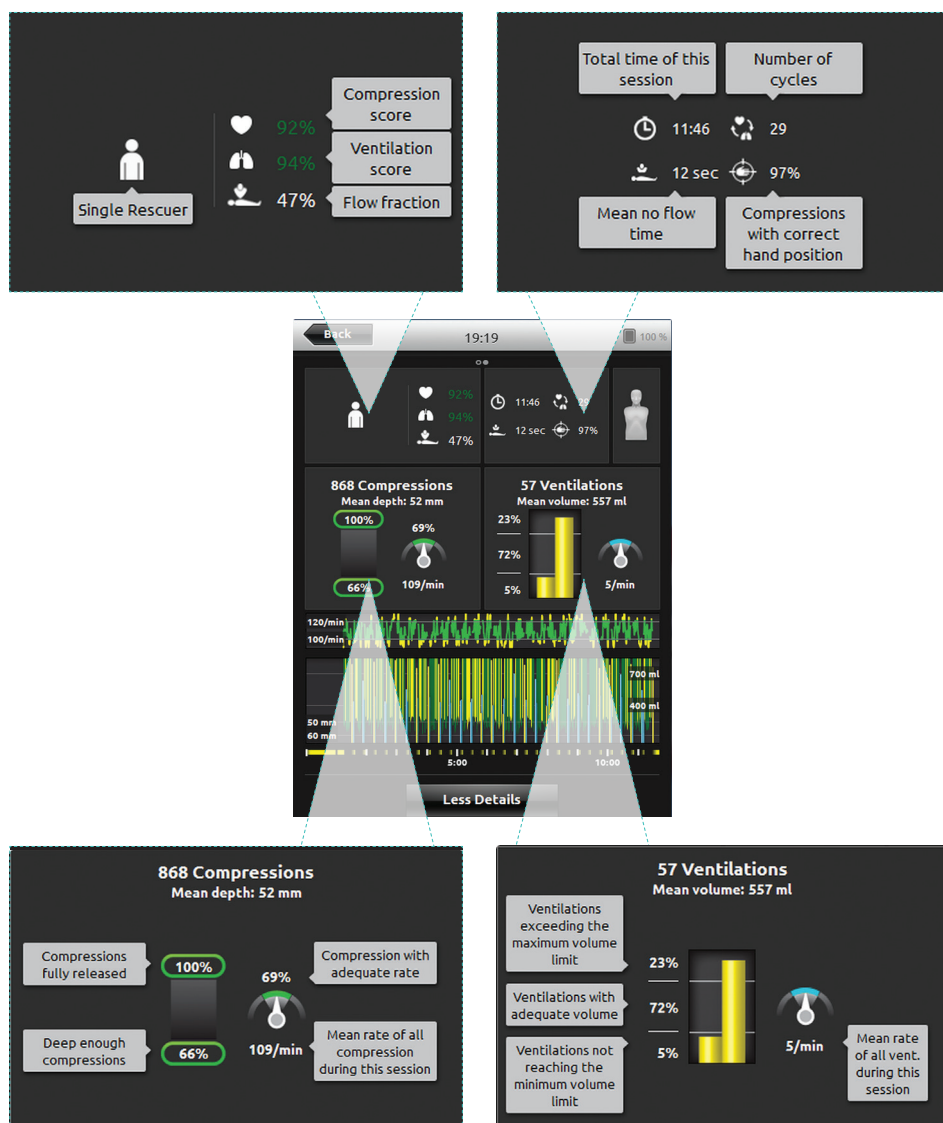 Compression
score
92%
Ventilation
score
94%
47%
Flow fraction
Single Rescuer
Total time of this
session
Number of
cycles
11:46
29
12 sec
97%
Mean no flow
time
Compressions
with correct
hand position
Back
19:19
100 %
92%
94%
47%
11:46
29
12 sec
97%
868 Compressions
Mean depth: 52 mm
100%
69%
66%
109/min
57 Ventilations
Mean volume: 557 ml
23%
72%
5%
5/min
120/min
100/min
700 ml
400 ml
50 mm
60 mm
5:00
10:00
Less Details
868 Compressions
Mean depth: 52 mm
Compressions
fully released
100%
69%
Compression with
adequate rate
Deep enough
compressions
66%
109/min
Mean rate of all
compression
during this session
57 Ventilations
Mean volume: 557 ml
Ventilations
exceeding the
maximum volume
limit
23%
Ventilations with
adequate volume
72%
Ventilations not
reaching the
minimum volume
limit
5%
5/min
Mean rate
of all vent.
during this
session